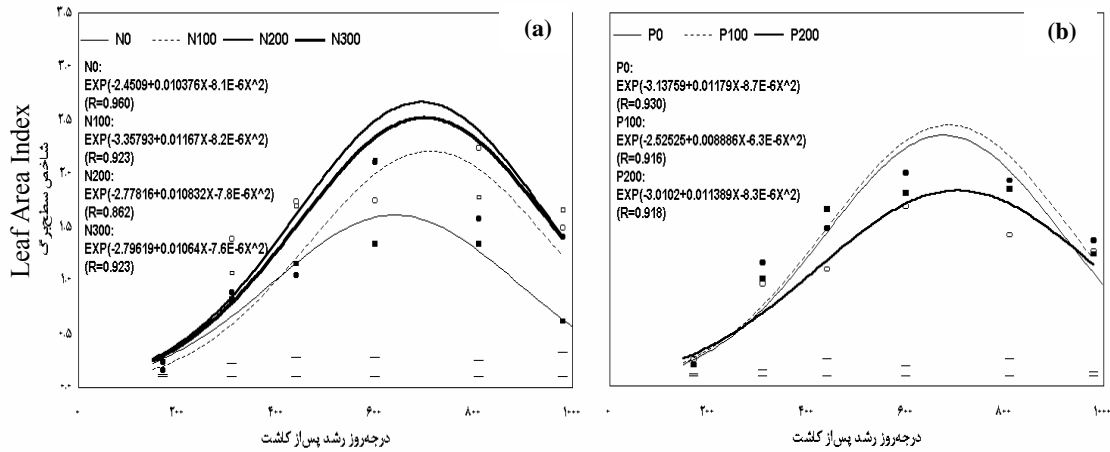 (a)
N0 N100 N200 N300
N0:
EXP(-2.4509+0.010376X-8.1E-6X^2)
(R=0.960)
N100:
EXP(-3.35793+0.01167X-8.2E-6X^2)
(R=0.923)
N200:
EXP(-2.77816+0.010832X-7.8E-6X^2)
(R=0.862)
N300:
EXP(-2.79619+0.01064X-7.6E-6X^2)
(R=0.923)
Leaf Area Index
شاخص سطح برگ
۳.۵
۳.۰
۲.۵
۲.۰
۱.۵
۱.۰
۰.۵
۰.۰
۰ ۲۰۰ ۴۰۰ ۶۰۰ ۸۰۰ ۱۰۰۰
درجه‌روز رشد پس‌از کاشت
(b)
P0 P100 P200
P0:
EXP(-3.13759+0.01179X-8.7E-6X^2)
(R=0.930)
P100:
EXP(-2.52525+0.008886X-6.3E-6X^2)
(R=0.916)
P200:
EXP(-3.0102+0.011389X-8.3E-6X^2)
(R=0.918)
۰ ۲۰۰ ۴۰۰ ۶۰۰ ۸۰۰ ۱۰۰۰
درجه‌روز رشد پس‌از کاشت